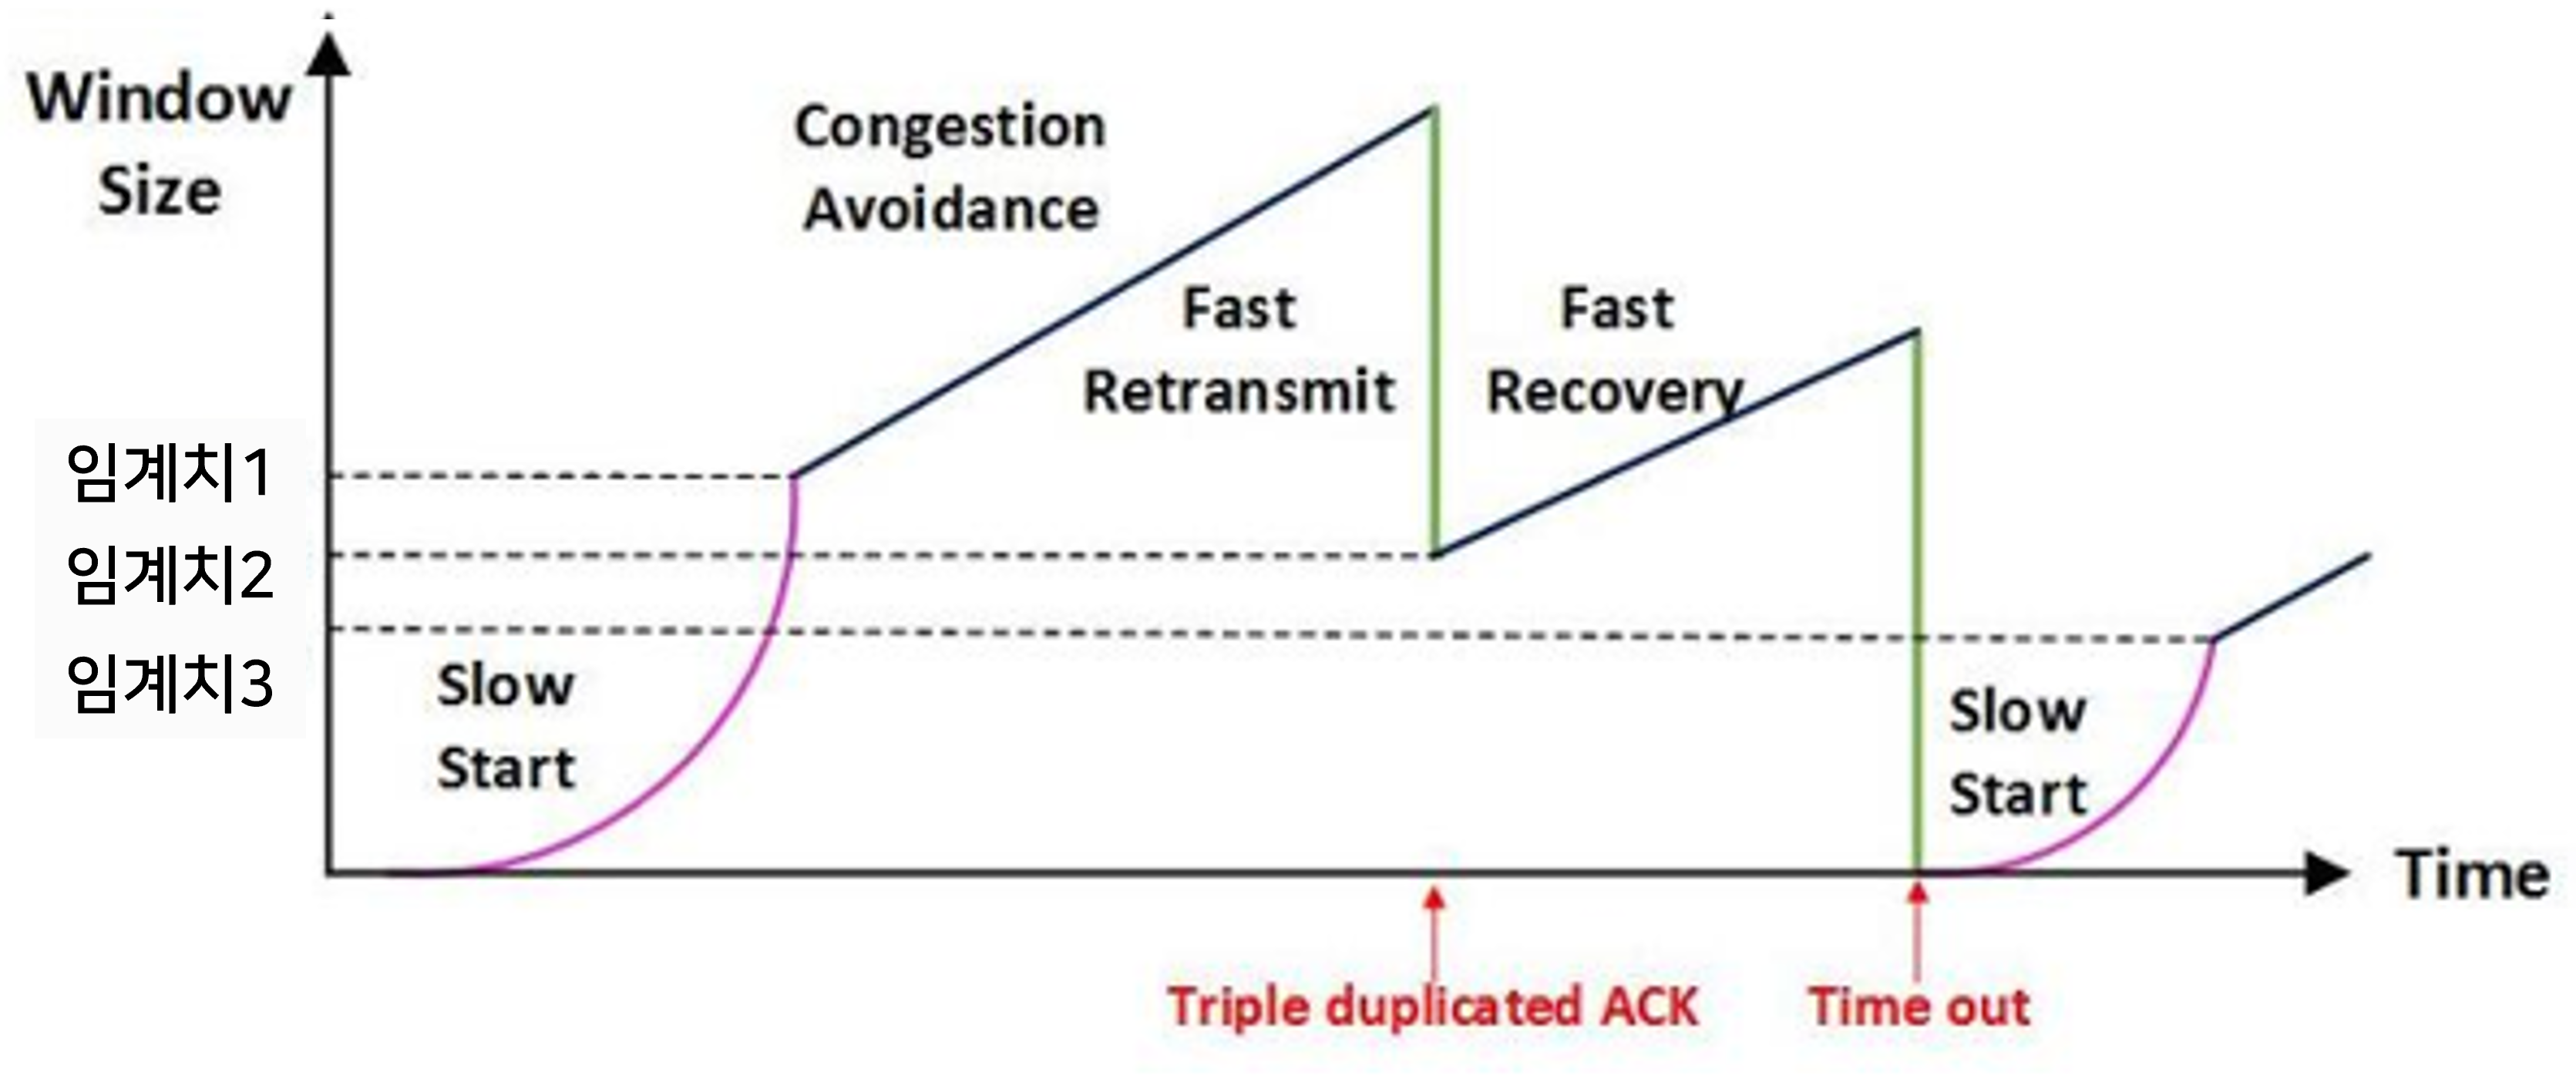 Window
Size
Congestion
Avoidance
Fast
Retransmit
Fast
Recovery
임계치1
임계치2
임계치3
Slow
Start
Slow
Start
Time
Triple duplicated ACK
Time out